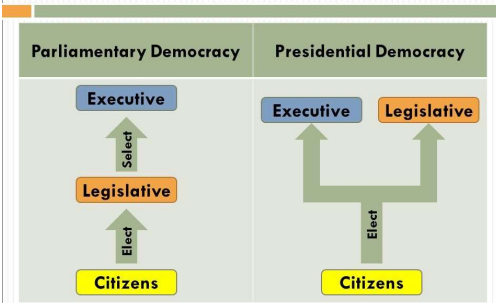 Parliamentary Democracy
Presidential Democracy
Executive
Select
Legislative
Elect
Citizens
Executive
Legislative
Elect
Citizens